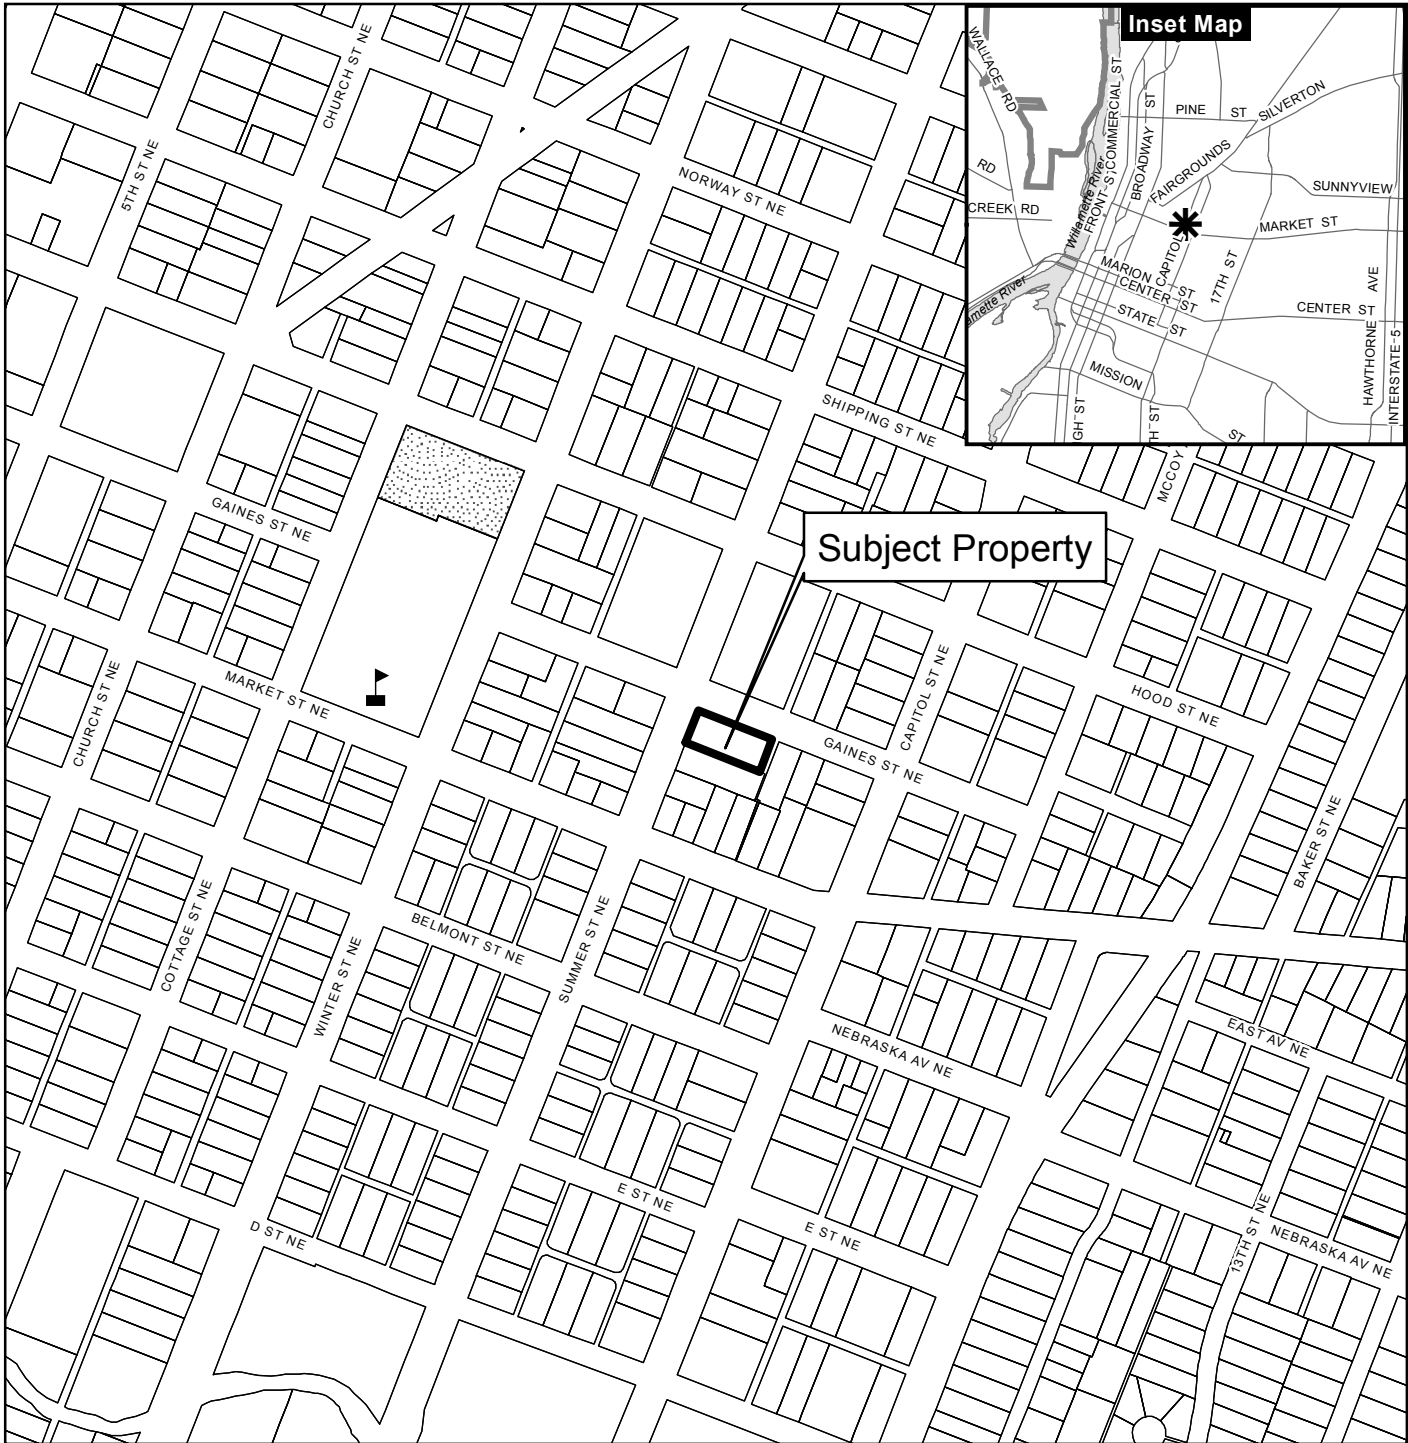 Inset Map
WALLACE RD
COMMERCIAL ST
BROADWAY ST
PINE ST
SILVERTON
FAIRGROUNDS
RD
SUNNYVIEW
CREEK RD
Willamette River
FRONT S
MARKET ST
CAPITOL
MARION ST
CENTER ST
17TH ST
CENTER ST
HAWTHORNE AVE
INTERSTATE-5
amette River
STATE ST
MISSION ST
IGH ST
TH ST
CHURCH ST NE
5TH ST NE
NORWAY ST NE
SHIPPING ST NE
MCCOY
GAINES ST NE
Subject Property
MARKET ST NE
CHURCH ST NE
CAPITOL ST NE
HOOD ST NE
GAINES ST NE
BAKER ST NE
COTTAGE ST NE
BELMONT ST NE
SUMMER ST NE
WINTER ST NE
NEBRASKA AV NE
EAST AV NE
E ST NE
D ST NE
E ST NE
13TH ST NE
NEBRASKA AV NE